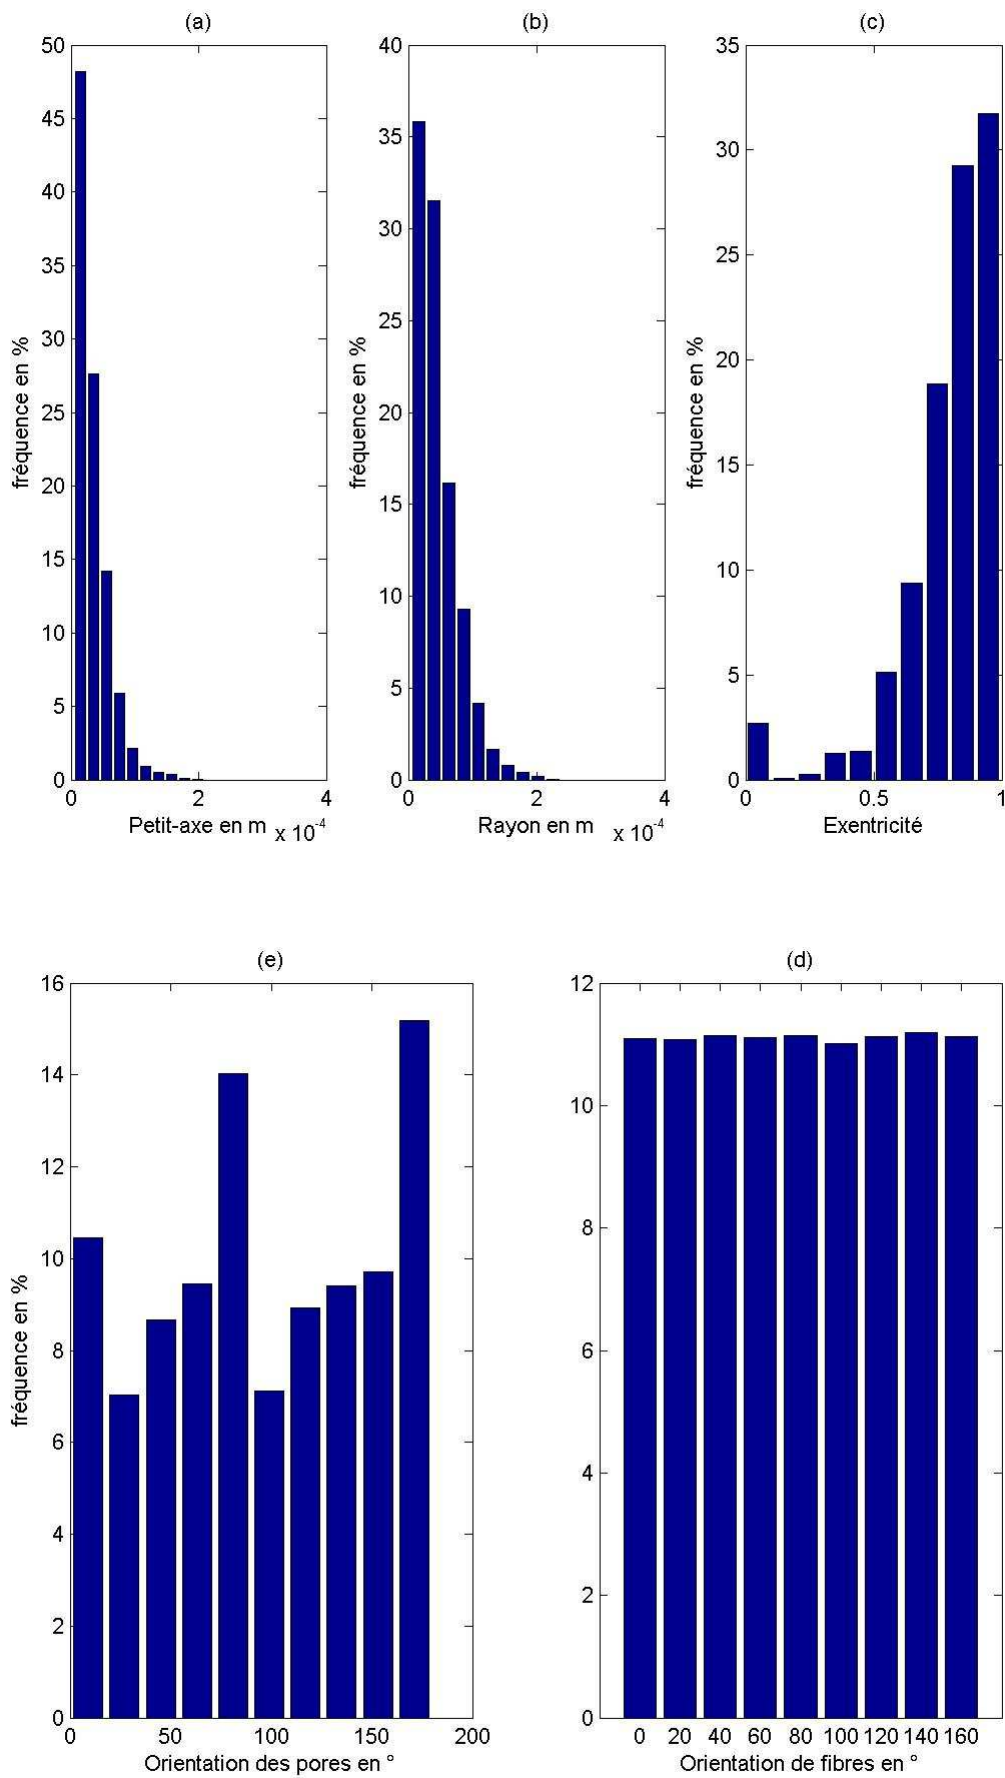 (a)
50
45
40
35
30
25
20
15
10
5
0
fréquence en %
0 2 4
Petit-axe en m
x 10-4
(b)
40
35
30
25
20
15
10
5
0
fréquence en %
0 2 4
Rayon en m
x 10-4
(c)
35
30
25
20
15
10
5
0
fréquence en %
0 0.5 1
Exentricité
(e)
16
14
12
10
8
6
4
2
0
fréquence en %
0 50 100 150 200
Orientation des pores en °
(d)
12
10
8
6
4
2
0
0 20 40 60 80 100 120 140 160
Orientation de fibres en °